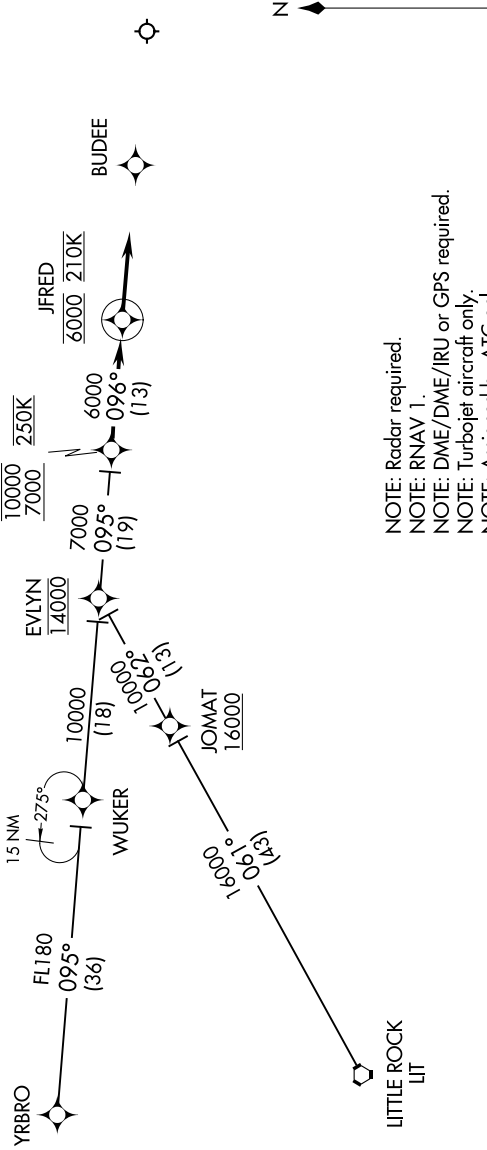 N
BUDEE
JFRED
6000 210K
250K
10000
7000
6000
096°
(13)
7000
095°
(19)
EVLYN
14000
10000
(18)
10000
062°
(13)
JOMAT
16000
15 NM
275°
WUKER
16000
061°
(43)
FL180
095°
(36)
YRBRO
LITTLE ROCK
LIT
NOTE: Radar required.
NOTE: RNAV 1.
NOTE: DME/DME/IRU or GPS required.
NOTE: Turbojet aircraft only.